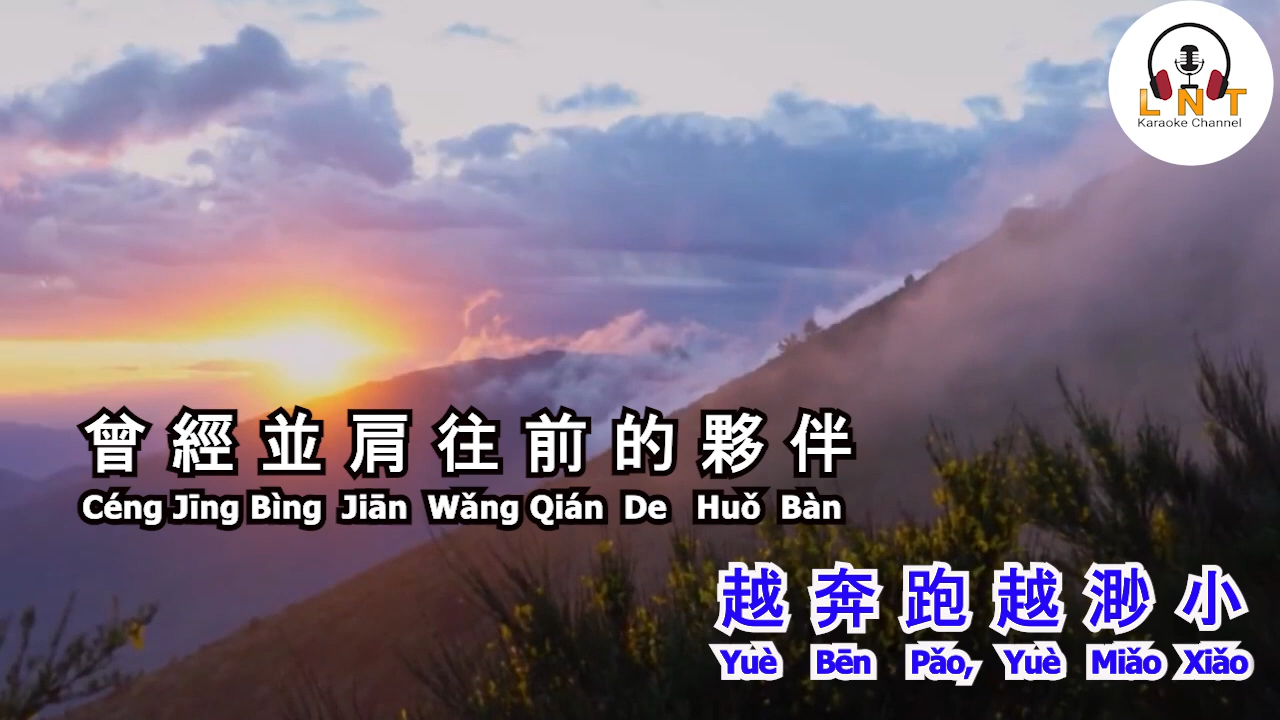 L N T
Karaoke Channel
曾經並肩往前的夥伴
Céng Jīng Bìng Jiān Wǎng Qián De Huǒ Bàn
越奔跑越渺小
Yuè Bēn Pǎo, Yuè Miǎo Xiǎo